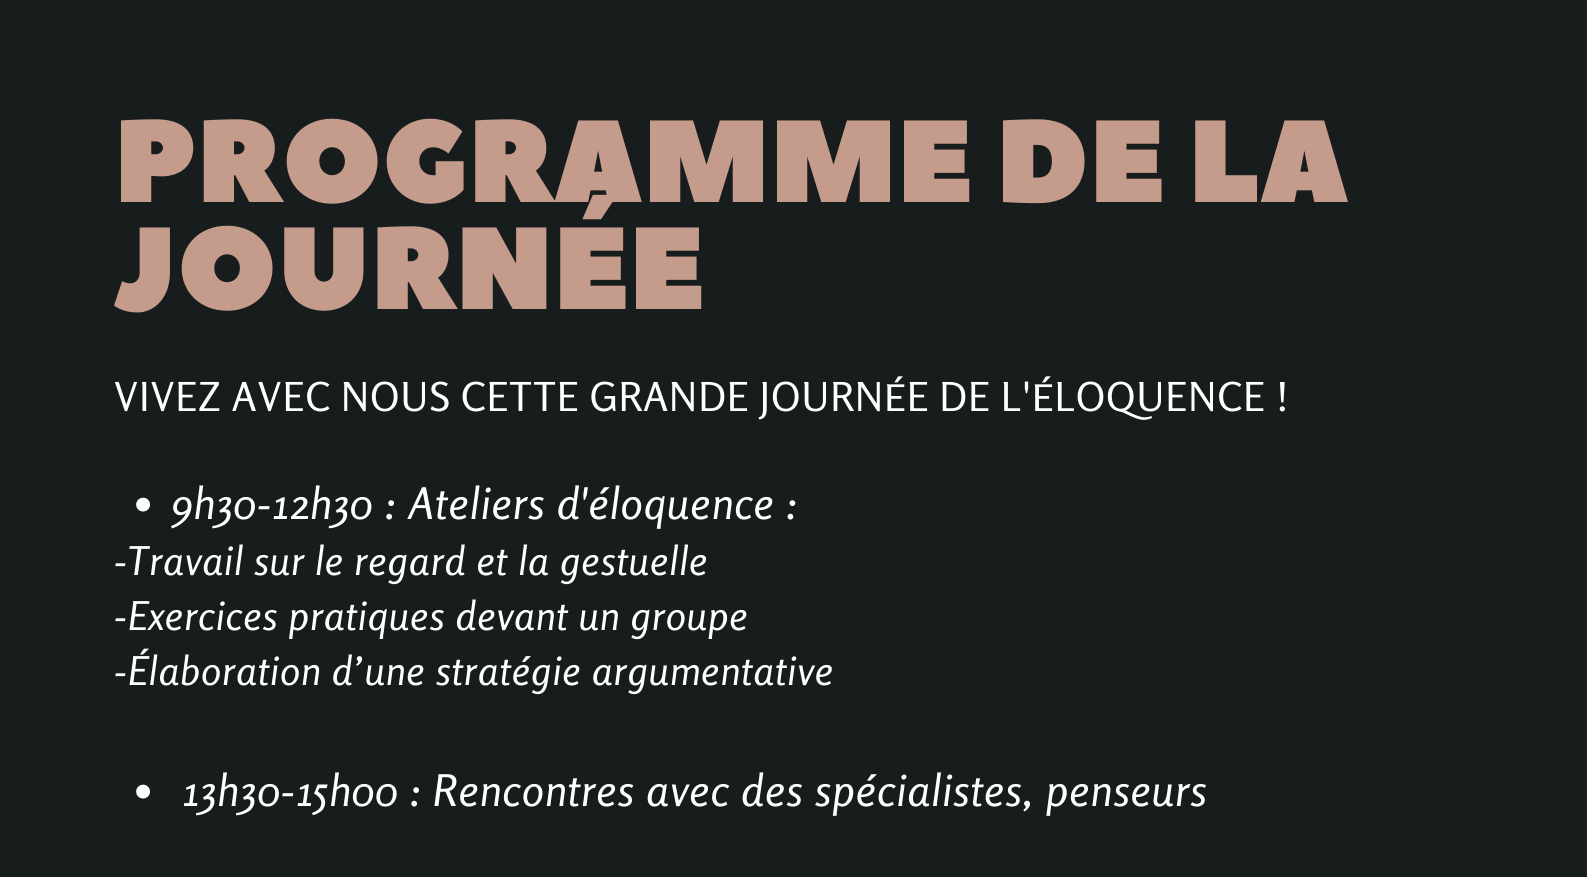 PROGRAMME DE LA
JOURNÉE
VIVEZ AVEC NOUS CETTE GRANDE JOURNÉE DE L'ÉLOQUENCE !
• 9h30-12h30 : Ateliers d'éloquence :
-Travail sur le regard et la gestuelle
-Exercices pratiques devant un groupe
-Élaboration d’une stratégie argumentative
• 13h30-15h00 : Rencontres avec des spécialistes, penseurs